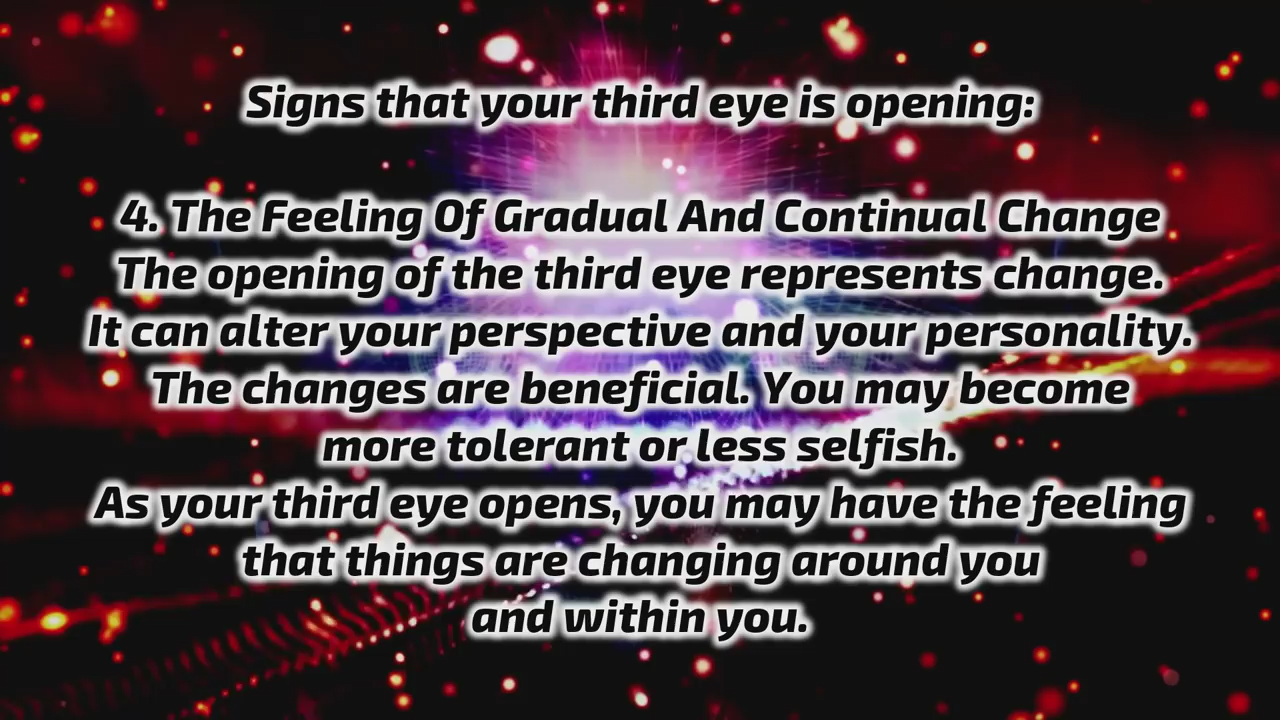 Signs that your third eye is opening:
4. The Feeling Of Gradual And Continual Change
The opening of the third eye represents change.
It can alter your perspective and your personality.
The changes are beneficial. You may become
more tolerant or less selfish.
As your third eye opens, you may have the feeling
that things are changing around you
and within you.